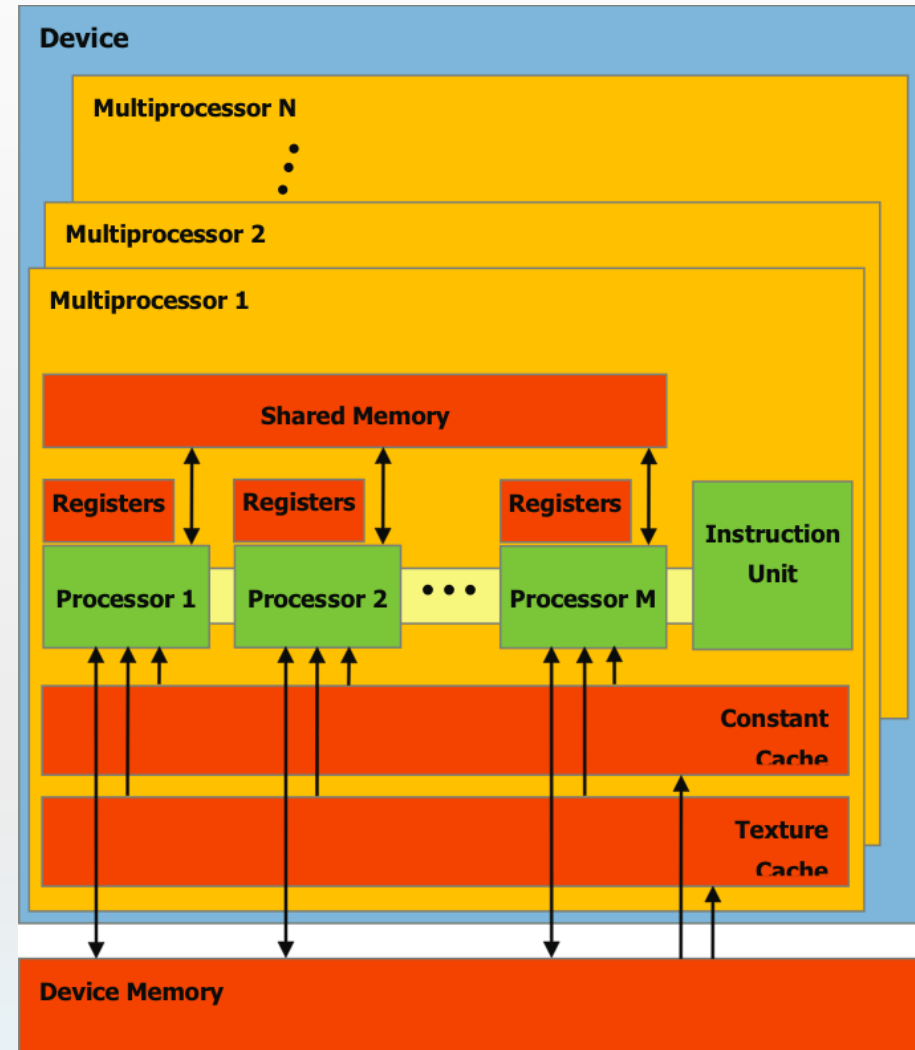 Device
Multiprocessor N
Multiprocessor 2
Multiprocessor 1
Shared Memory
Registers
Registers
Registers
Instruction
Unit
Processor 1
Processor 2
Processor M
Constant
Cache
Texture
Cache
Device Memory